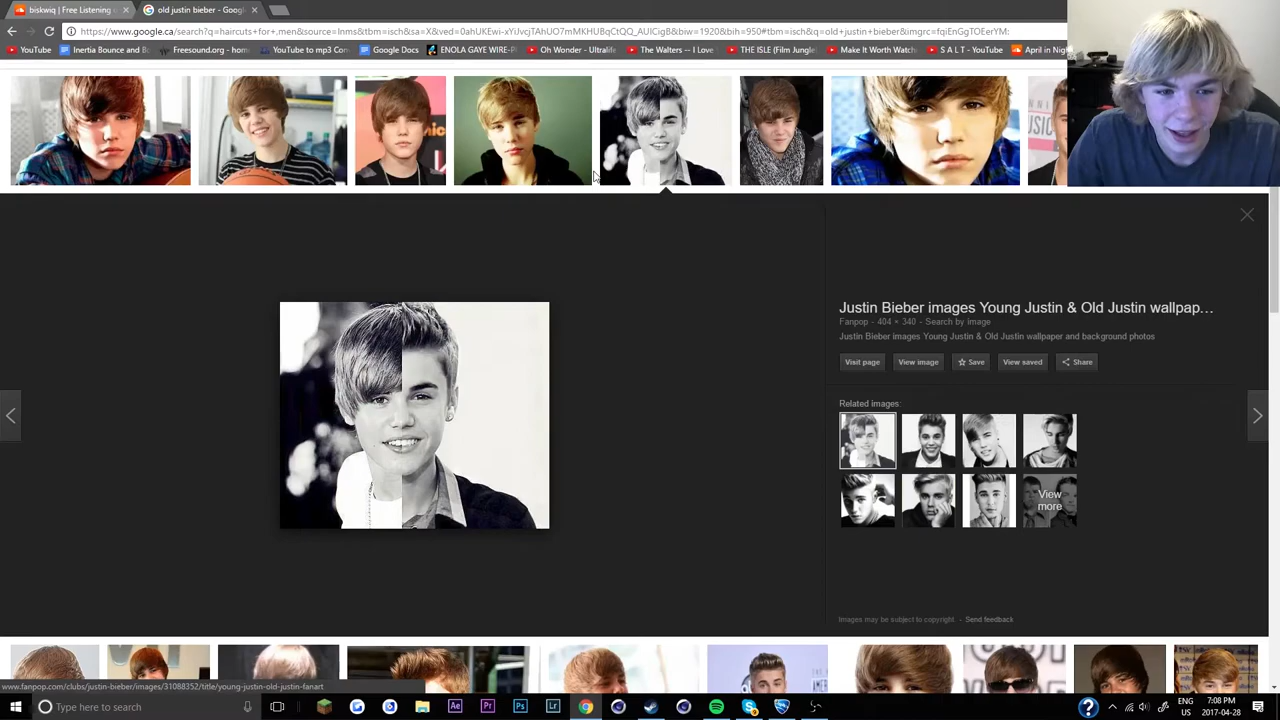 biskwiq | Free Listening o
old justin bieber - Googl
https://www.google.ca/search?q=haircuts+for+,men&source=lnms&tbm=isch&sa=X&ved=0ahUKEwi-xYiJvcjTAhUO7mMKHUBqCtQQ_AUICigB&biw=1920&bih=950#tbm=isch&q=old+justin+bieber&imgrc=fqiEnGgTOEerYM:
YouTube
Inertia Bounce and
Freesound.org - 'horr
YouTube to mp3 Con
Google Docs
ENOLA GAYE WIRE-P
Oh Wonder - Ultralife
The Walters -- I Love
THE ISLE (Film Jungle
Make It Worth Watch
S A L T - YouTube
April in Night
Justin Bieber images Young Justin & Old Justin wallpap...
Fanpop - 404 × 340 - Search by image
Justin Bieber images Young Justin & Old Justin wallpaper and background photos
Visit page
View image
Save
View saved
Share
Related images:
View
more
Images may be subject to copyright. - Send feedback
www.fanpop.com/clubs/justin-bieber/images/31088352/title/young-justin-old-justin-fanart
Type here to search
ENG
US
7:08 PM
2017-04-28